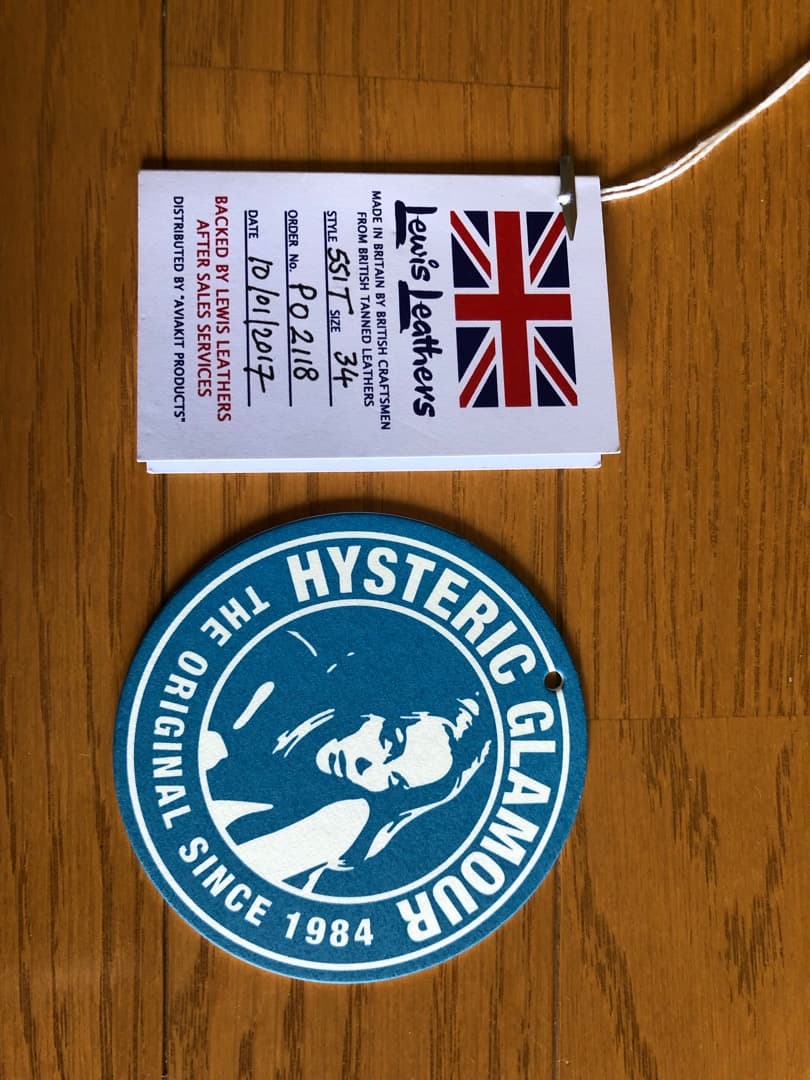 Lewis Leathers
MADE IN BRITAIN BY BRITISH CRAFTSMEN
FROM BRITISH TANNED LEATHERS
STYLE 551T SIZE 34
ORDER No. PO2118
DATE 10/01/2017
BACKED BY LEWIS LEATHERS
AFTER SALES SERVICES
DISTRIBUTED BY "AVIAKIT PRODUCTS"
HYSTERIC GLAMOUR
THE ORIGINAL SINCE 1984